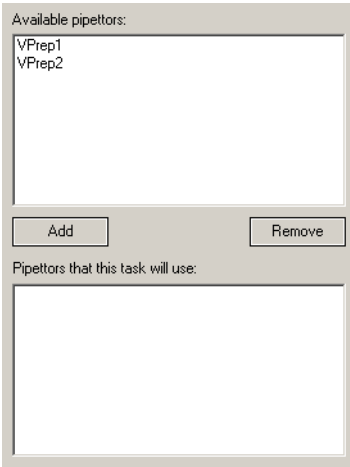 Available pipettors:
VPrep1
VPrep2
Add Remove
Pipettors that this task will use: